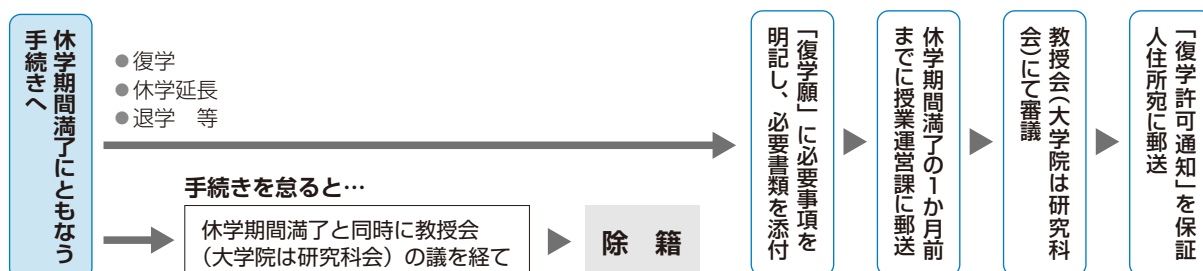 休学期間満了にともなう
手続きへ
●復学
●休学延長
●退学　等
手続きを怠ると…
休学期間満了と同時に教授会
（大学院は研究科会）の議を経て
除　籍
「復学願」に必要事項を
明記し、必要書類を添付
休学期間満了の1か月前
までに授業運営課に郵送
教授会（大学院は研究科
会）にて審議
「復学許可通知」を保証
人住所宛に郵送